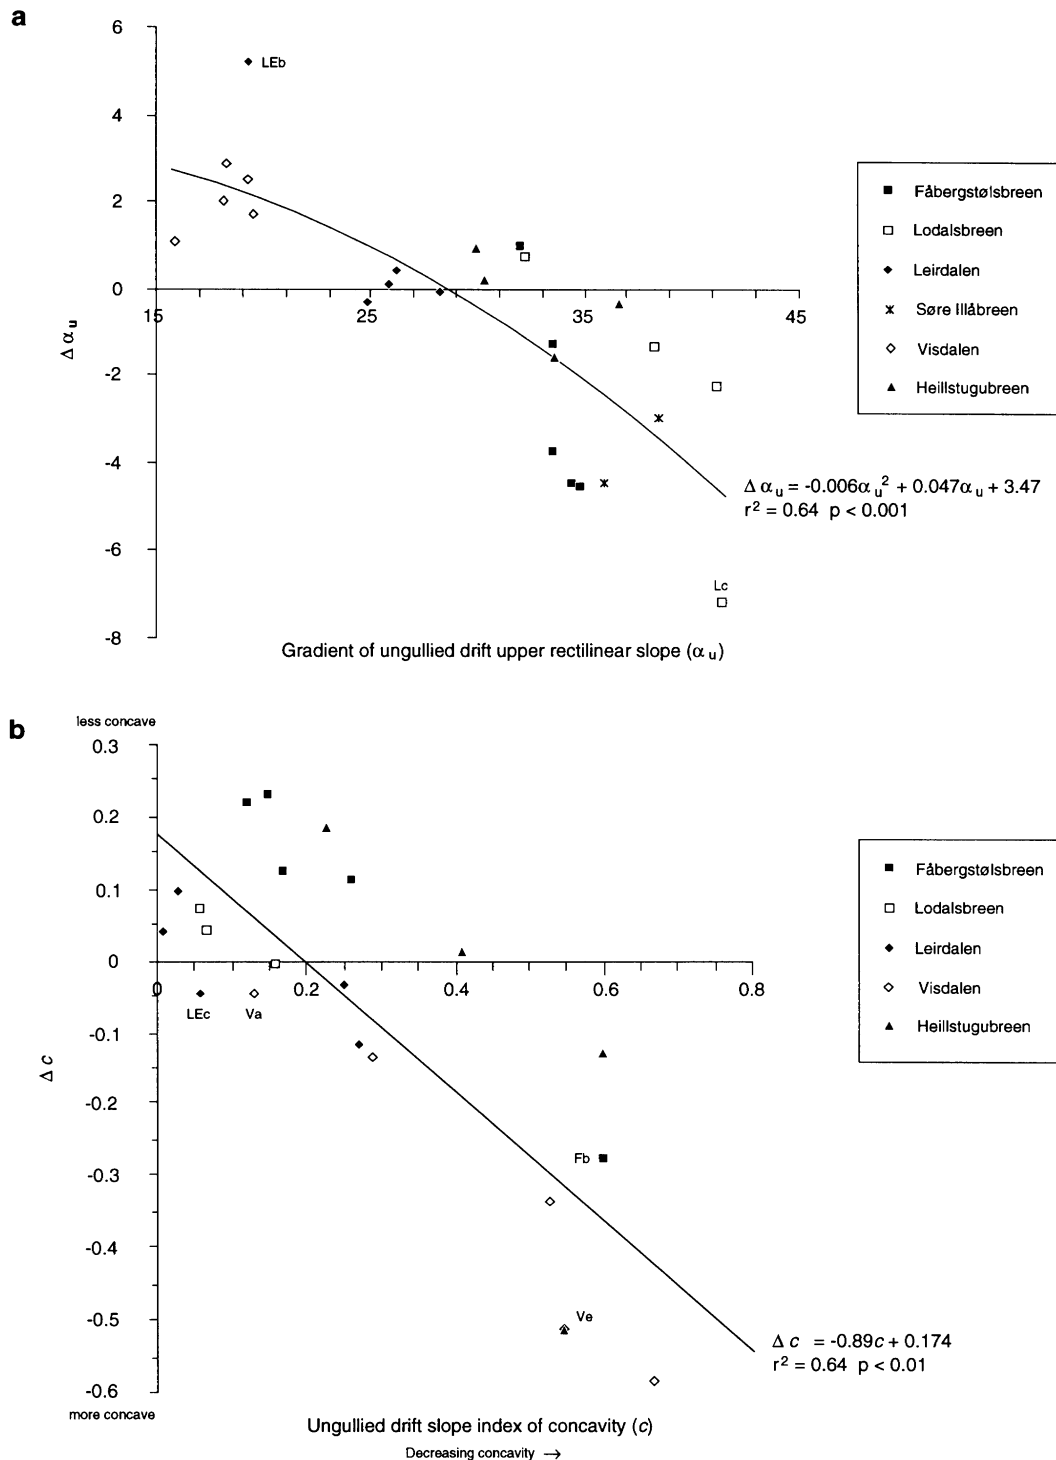 a
6
4
2
0
-2
-4
-6
-8
Δ αu
15
25
35
45
LEb
Lc
Fåbergstølsbreen
Lodalsbreen
Leirdalen
Søre Illåbreen
Visdalen
Heillstugubreen
Δ αu = -0.006αu² + 0.047αu + 3.47
r² = 0.64 p < 0.001
Gradient of ungullied drift upper rectilinear slope (αu)
b
less concave
0.3
0.2
0.1
0
-0.1
-0.2
-0.3
-0.4
-0.5
-0.6
more concave
Δ c
0
0.2
0.4
0.6
0.8
LEc
Va
Fb
Ve
Fåbergstølsbreen
Lodalsbreen
Leirdalen
Visdalen
Heillstugubreen
Δ c = -0.89c + 0.174
r² = 0.64 p < 0.01
Ungullied drift slope index of concavity (c)
Decreasing concavity →